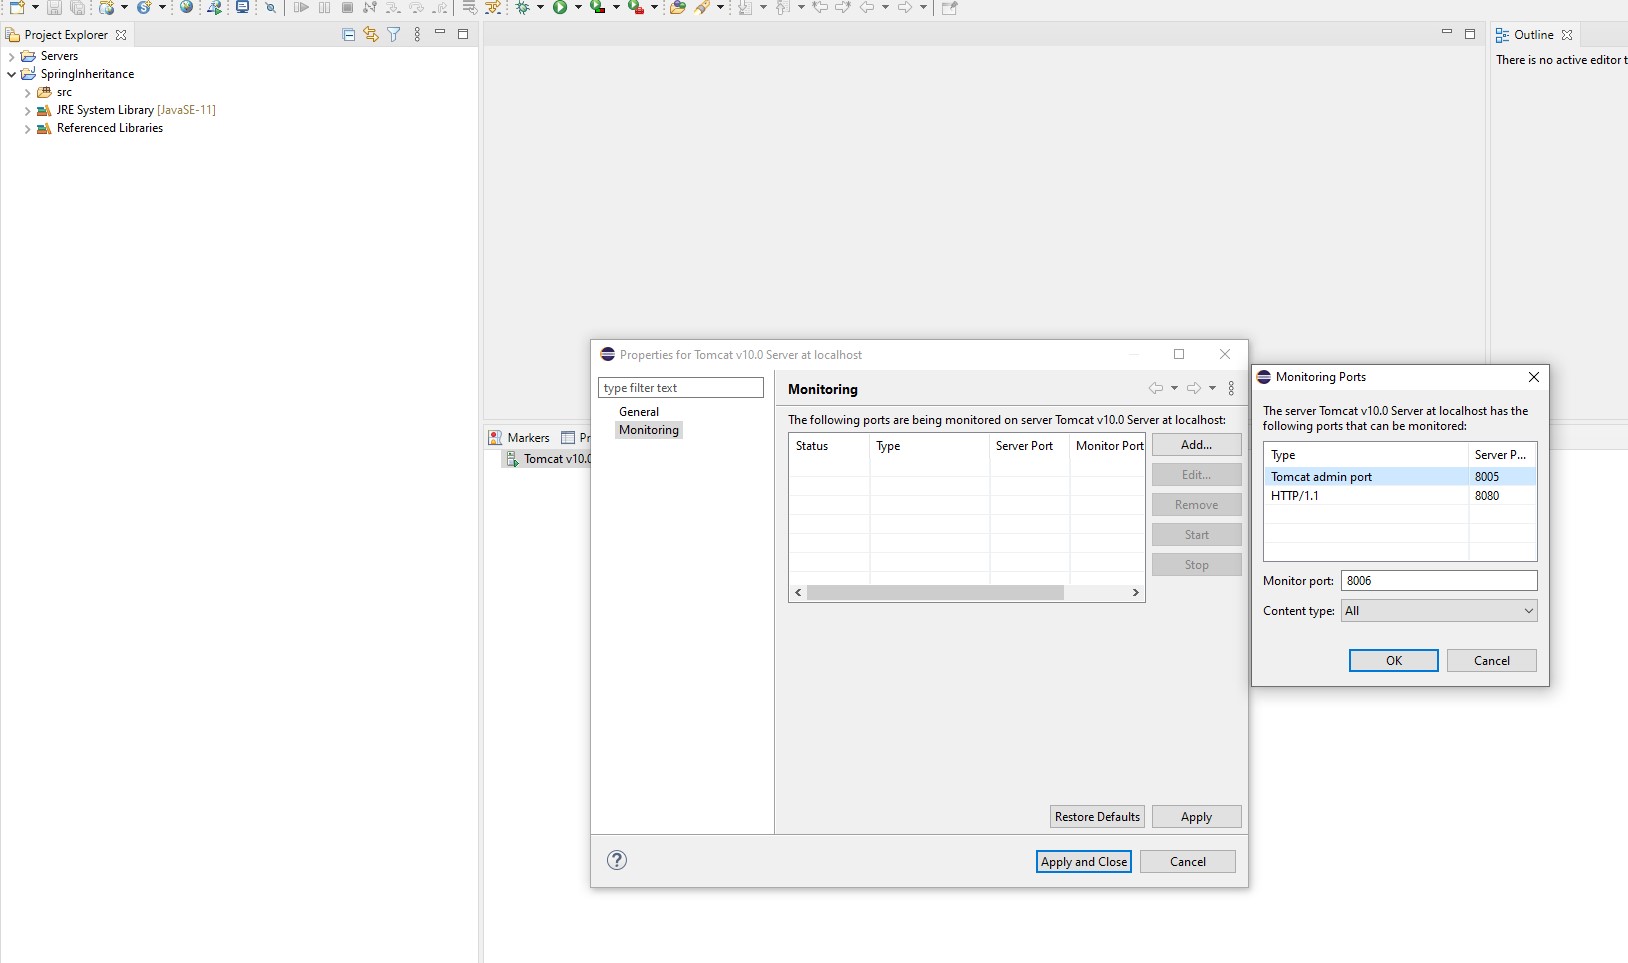 Project Explorer
Servers
SpringInheritance
src
JRE System Library [JavaSE-11]
Referenced Libraries
Outline
There is no active editor t
Markers
Pr
Tomcat v10.0
Properties for Tomcat v10.0 Server at localhost
type filter text
General
Monitoring
Monitoring
The following ports are being monitored on server Tomcat v10.0 Server at localhost:
Status Type Server Port Monitor Port
Add...
Edit...
Remove
Start
Stop
Restore Defaults Apply
Apply and Close Cancel
Monitoring Ports
The server Tomcat v10.0 Server at localhost has the
following ports that can be monitored:
Type Server P...
Tomcat admin port 8005
HTTP/1.1 8080
Monitor port: 8006
Content type: All
OK Cancel